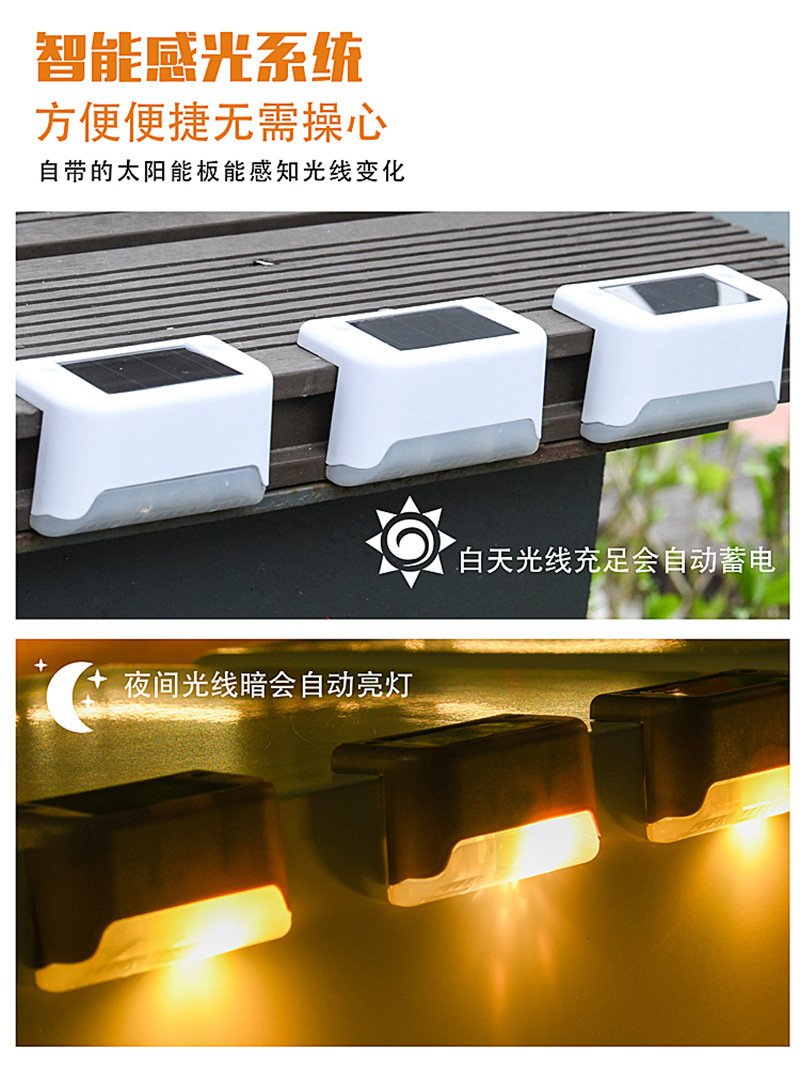 智能感光系统
方便便捷无需操心
自带的太阳能板能感知光线变化
白天光线充足会自动蓄电
夜间光线暗会自动亮灯